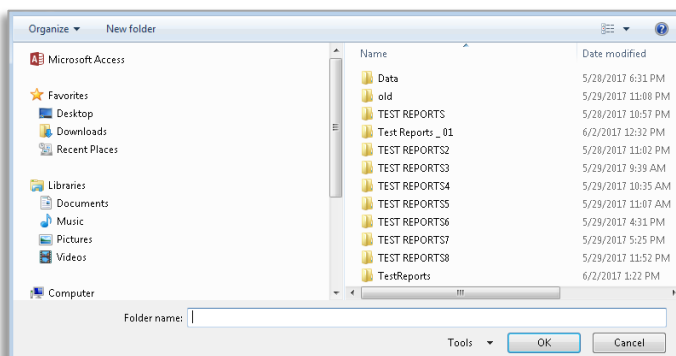 Organize New folder
Name Date modified
Microsoft Access
Favorites
Desktop
Downloads
Recent Places
Libraries
Documents
Music
Pictures
Videos
Computer
Data 5/28/2017 6:31 PM
old 5/29/2017 11:08 PM
TEST REPORTS 5/28/2017 10:57 PM
Test Reports _ 01 6/2/2017 12:32 PM
TEST REPORTS2 5/28/2017 11:02 PM
TEST REPORTS3 5/29/2017 9:39 AM
TEST REPORTS4 5/29/2017 10:35 AM
TEST REPORTS5 5/29/2017 11:07 AM
TEST REPORTS6 5/29/2017 4:31 PM
TEST REPORTS7 5/29/2017 5:25 PM
TEST REPORTS8 5/29/2017 11:52 PM
TestReports 6/2/2017 1:22 PM
Folder name:
Tools OK Cancel